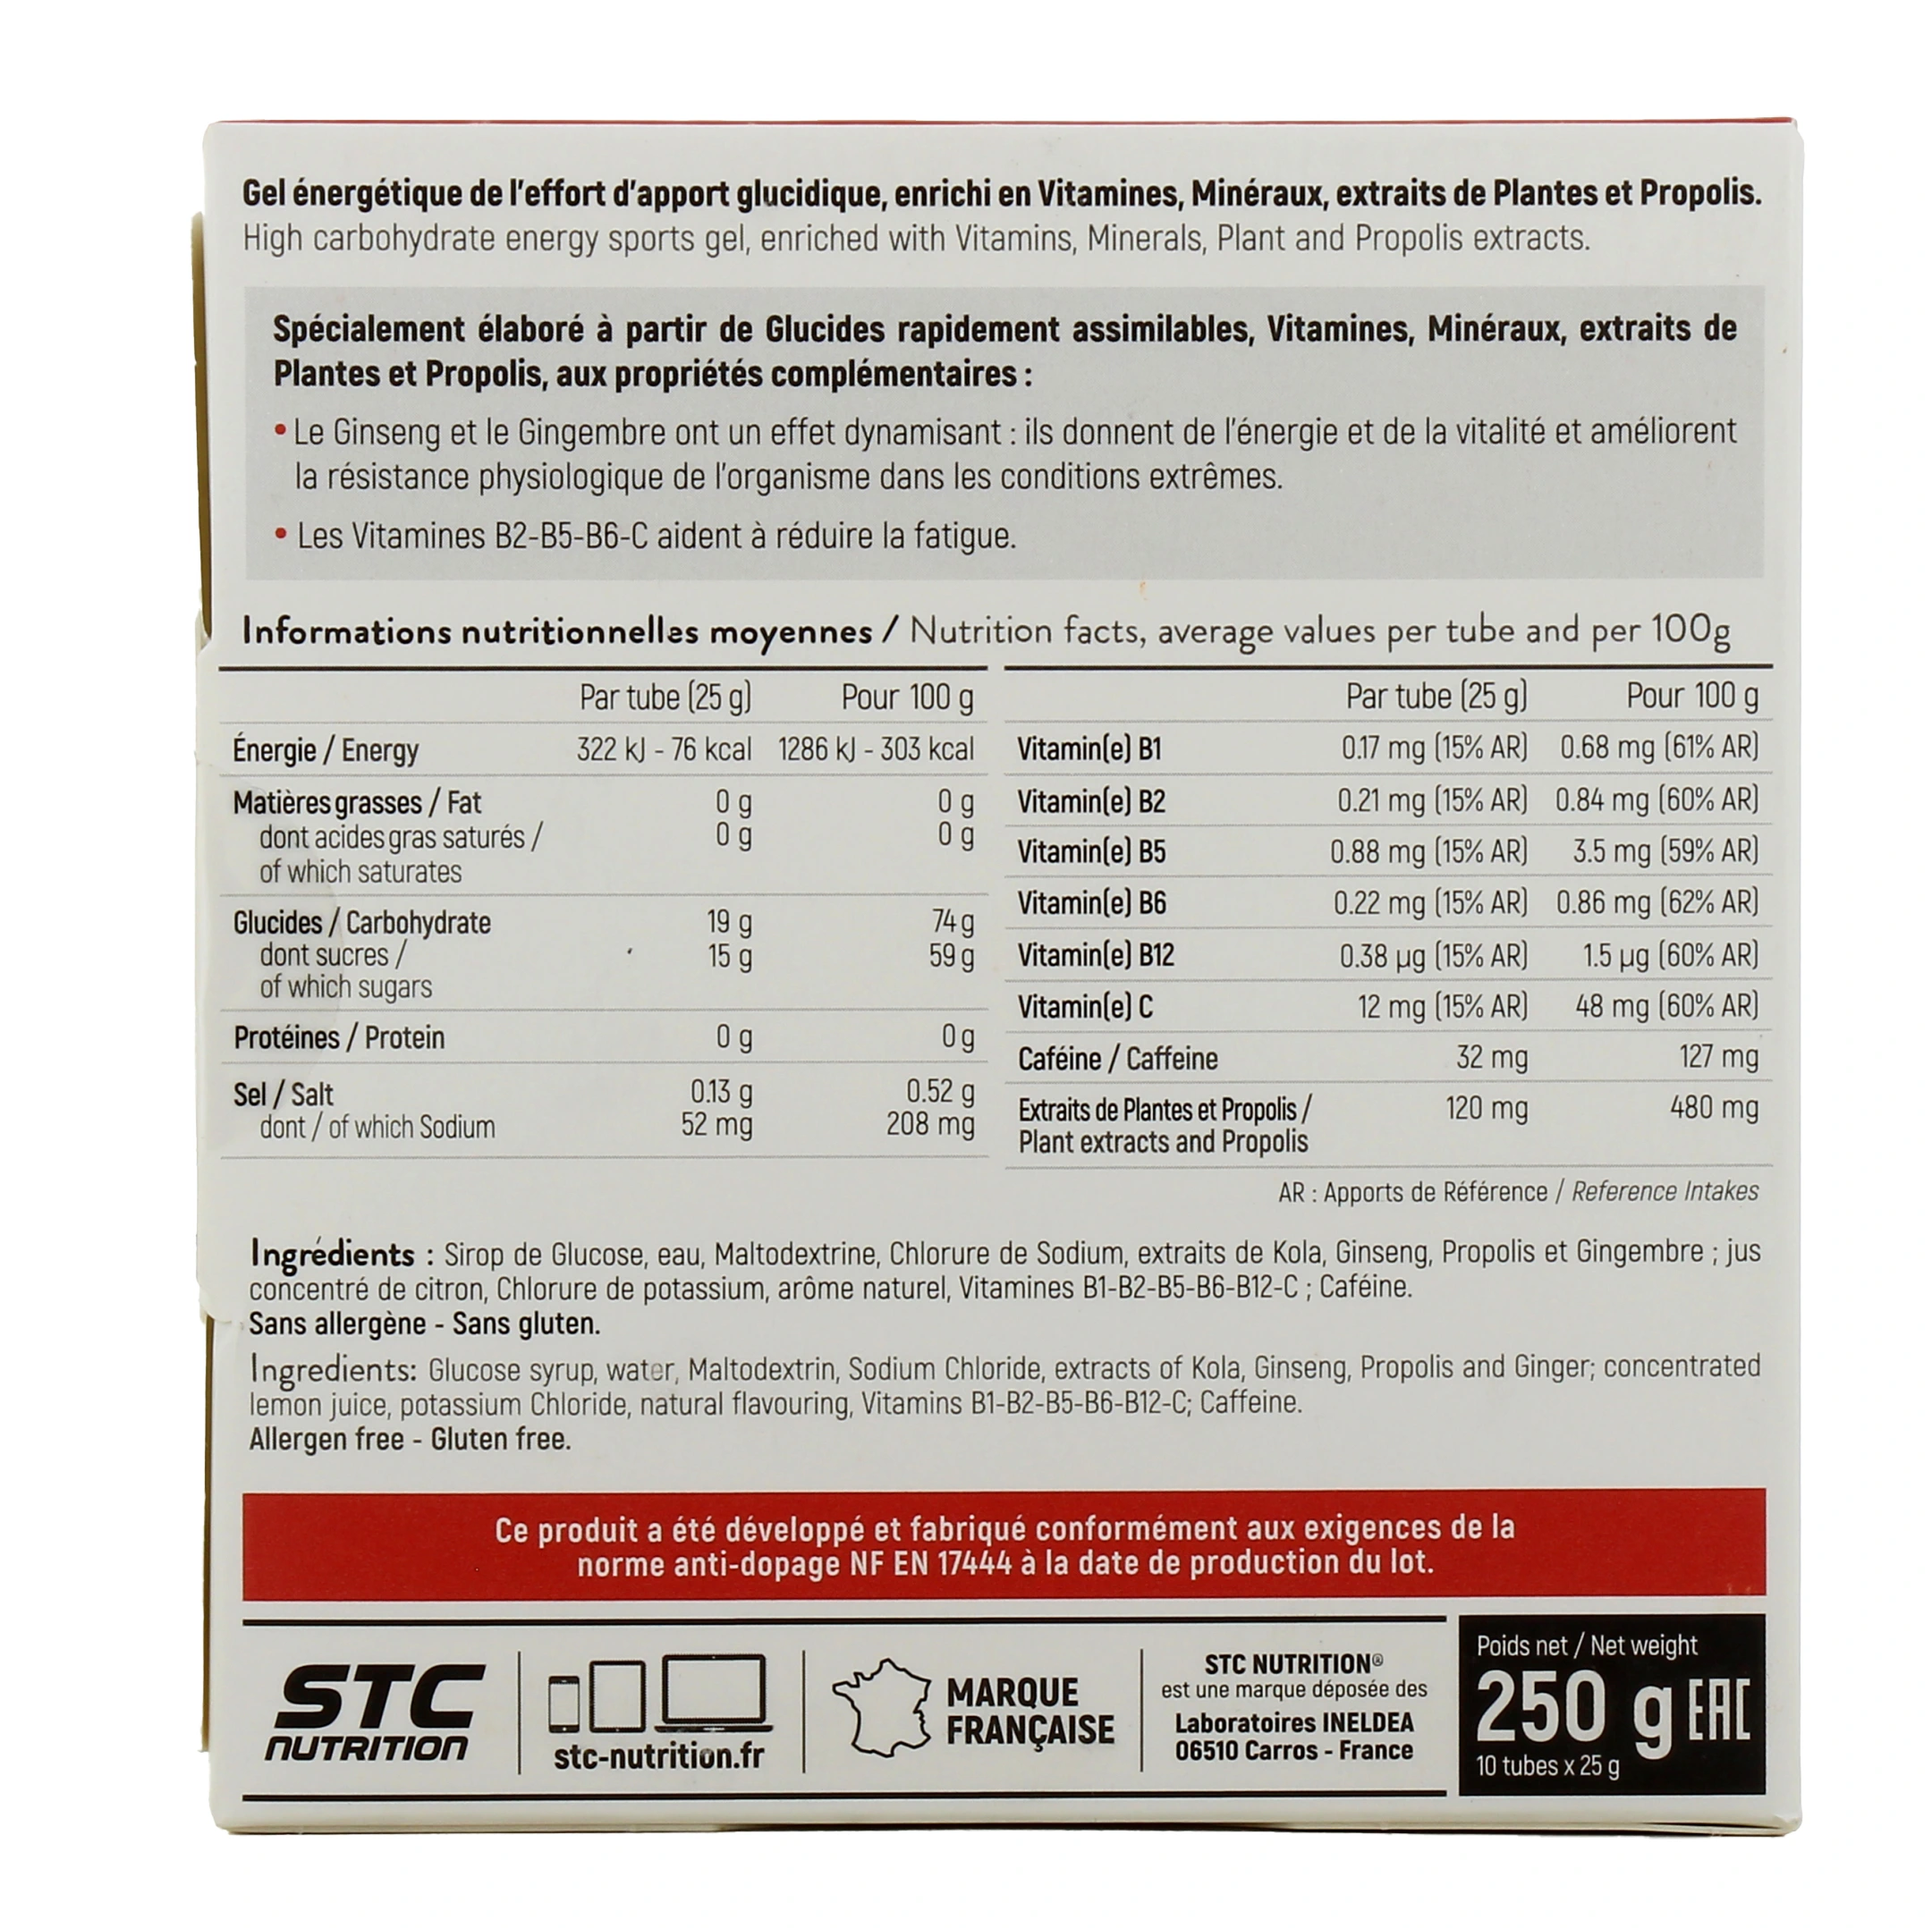 Gel énergétique de l'effort d'apport glucidique, enrichi en Vitamines, Minéraux, extraits de Plantes et Propolis.
High carbohydrate energy sports gel, enriched with Vitamins, Minerals, Plant and Propolis extracts.
Spécialement élaboré à partir de Glucides rapidement assimilables, Vitamines, Minéraux, extraits de
Plantes et Propolis, aux propriétés complémentaires :
• Le Ginseng et le Gingembre ont un effet dynamisant : ils donnent de l'énergie et de la vitalité et améliorent
la résistance physiologique de l'organisme dans les conditions extrêmes.
• Les Vitamines B2-B5-B6-C aident à réduire la fatigue.
Informations nutritionnelles moyennes / Nutrition facts, average values per tube and per 100g
Par tube (25 g) Pour 100 g
Énergie / Energy 322 kJ - 76 kcal 1286 kJ - 303 kcal
Matières grasses / Fat 0 g 0 g
dont acides gras saturés / 0 g 0 g
of which saturates
Glucides / Carbohydrate 19 g 74 g
dont sucres / 15 g 59 g
of which sugars
Protéines / Protein 0 g 0 g
Sel / Salt 0.13 g 0.52 g
dont / of which Sodium 52 mg 208 mg
Par tube (25 g) Pour 100 g
Vitamin(e) B1 0.17 mg (15% AR) 0.68 mg (61% AR)
Vitamin(e) B2 0.21 mg (15% AR) 0.84 mg (60% AR)
Vitamin(e) B5 0.88 mg (15% AR) 3.5 mg (59% AR)
Vitamin(e) B6 0.22 mg (15% AR) 0.86 mg (62% AR)
Vitamin(e) B12 0.38 µg (15% AR) 1.5 µg (60% AR)
Vitamin(e) C 12 mg (15% AR) 48 mg (60% AR)
Caféine / Caffeine 32 mg 127 mg
Extraits de Plantes et Propolis / 120 mg 480 mg
Plant extracts and Propolis
AR : Apports de Référence / Reference Intakes
Ingrédients : Sirop de Glucose, eau, Maltodextrine, Chlorure de Sodium, extraits de Kola, Ginseng, Propolis et Gingembre ; jus
concentré de citron, Chlorure de potassium, arôme naturel, Vitamines B1-B2-B5-B6-B12-C ; Caféine.
Sans allergène - Sans gluten.
Ingredients: Glucose syrup, water, Maltodextrin, Sodium Chloride, extracts of Kola, Ginseng, Propolis and Ginger; concentrated
lemon juice, potassium Chloride, natural flavouring, Vitamins B1-B2-B5-B6-B12-C; Caffeine.
Allergen free - Gluten free.
Ce produit a été développé et fabriqué conformément aux exigences de la
norme anti-dopage NF EN 17444 à la date de production du lot.
STC
NUTRITION
stc-nutrition.fr
MARQUE
FRANÇAISE
STC NUTRITION®
est une marque déposée des
Laboratoires INELDEA
06510 Carros - France
Poids net / Net weight
250 g EAC
10 tubes x 25 g